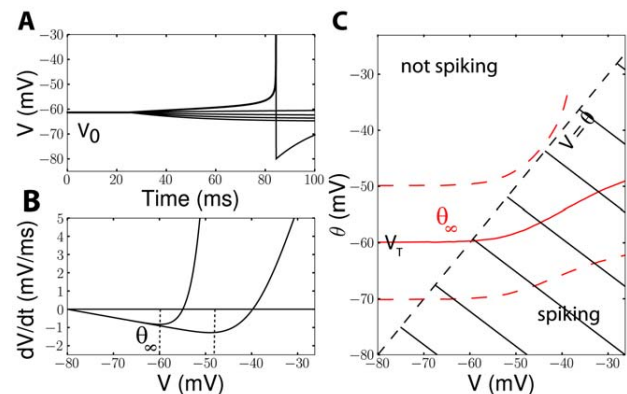 A
−30
−40
−50
−60
−70
−80
V (mV)
V0
0
20
40
60
80
100
Time (ms)
B
5
4
3
2
1
0
−1
−2
dV/dt (mV/ms)
θ∞
−80
−70
−60
−50
−40
−30
V (mV)
C
−30
−40
−50
−60
−70
−80
θ (mV)
not spiking
V=θ
θ∞
VT
spiking
−80
−70
−60
−50
−40
−30
V (mV)